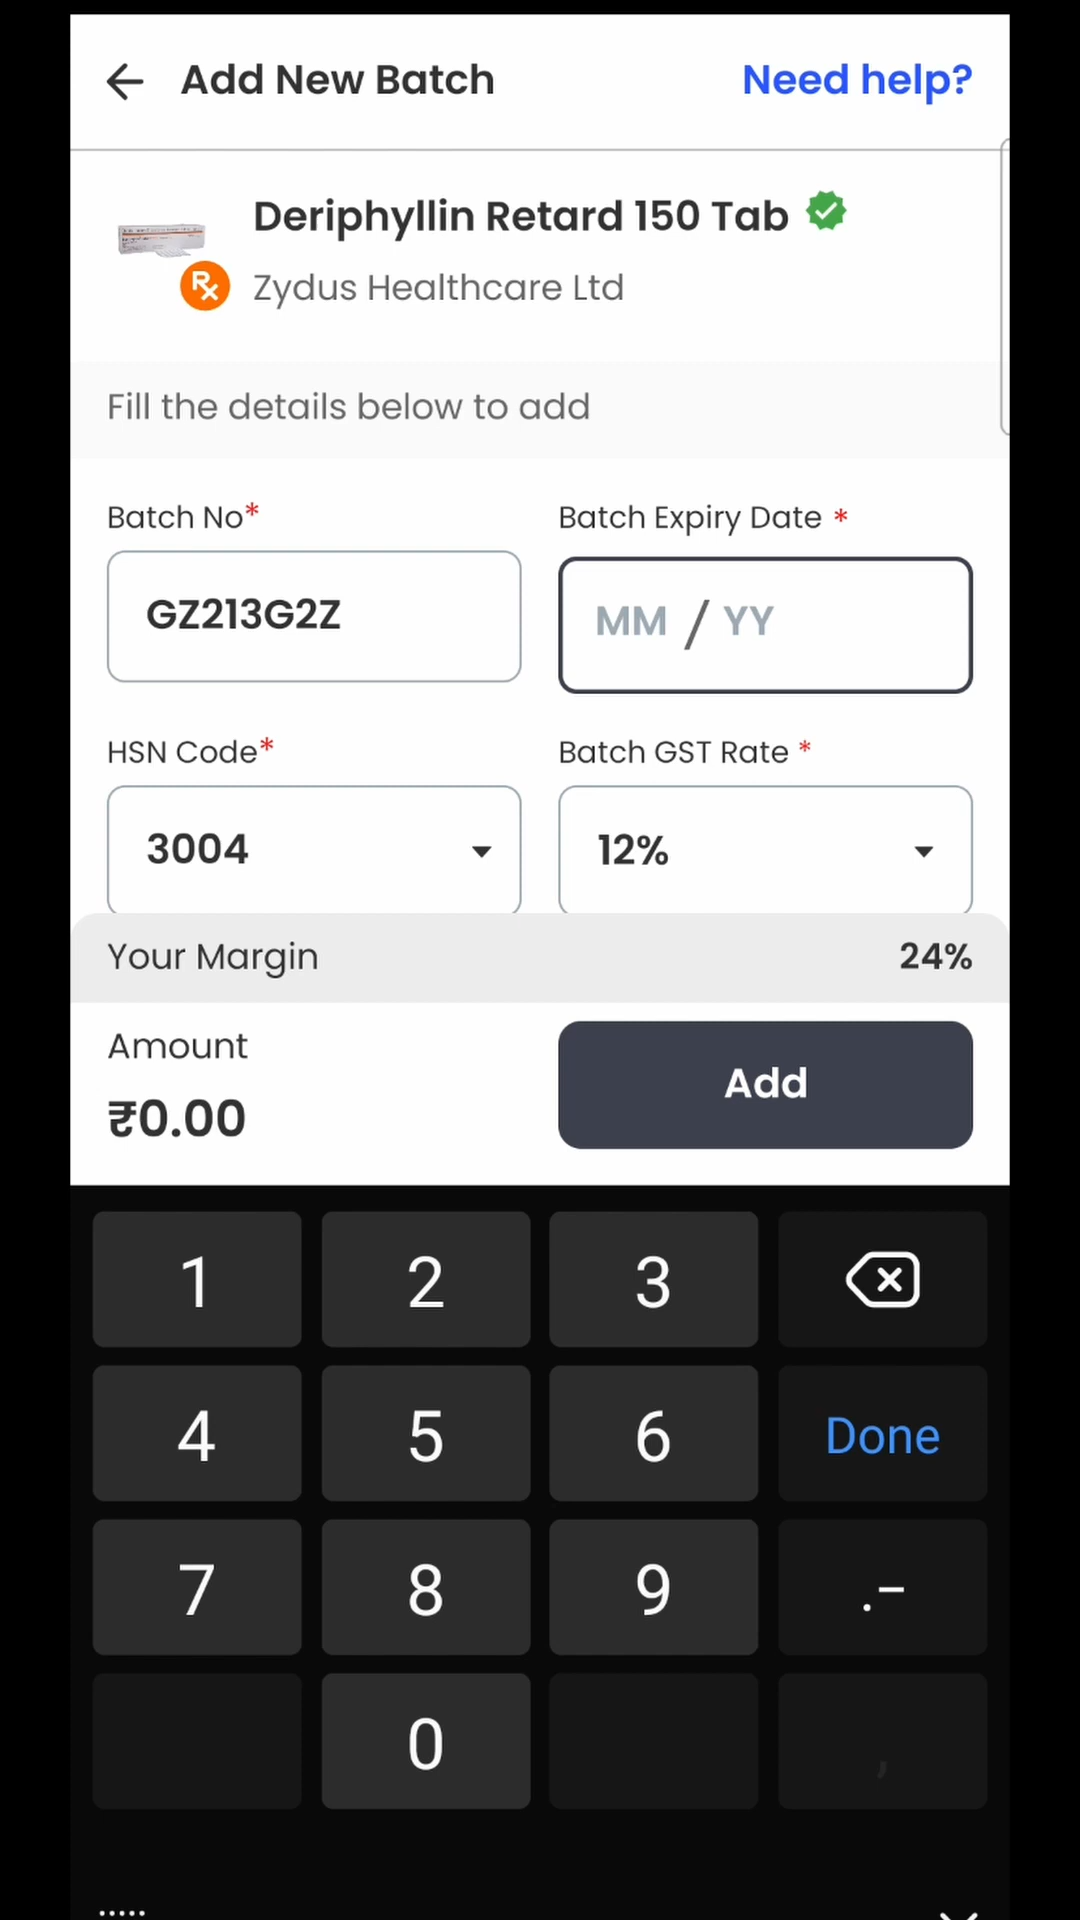 Add New Batch
Need help?
Deriphyllin Retard 150 Tab
Rx
Zydus Healthcare Ltd
Fill the details below to add
Batch No*
Batch Expiry Date *
GZ213G2Z
MM / YY
HSN Code*
Batch GST Rate *
3004
12%
Your Margin
24%
Amount
Add
₹0.00
1
2
3
4
5
6
Done
7
8
9
.-
0
,